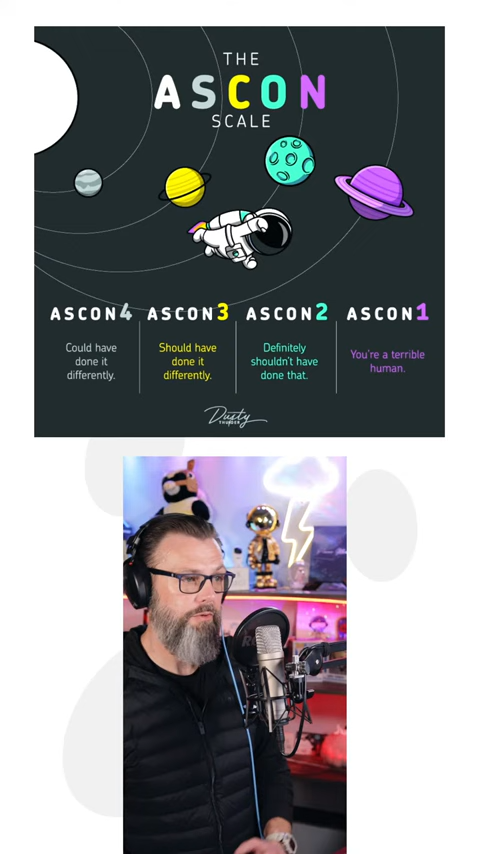 THE
ASCON
SCALE
ASCON4 ASCON3 ASCON2 ASCON1
Could have
done it
differently.
Should have
done it
differently.
Definitely
shouldn't have
done that.
You're a terrible
human.
Dusty
THUNDER